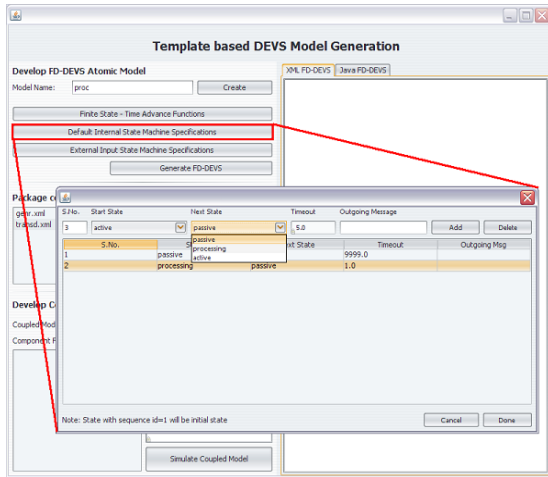 Template based DEVS Model Generation
Develop FD-DEVS Atomic Model
XML FD-DEVS Java FD-DEVS
Model Name: proc Create
Finite State - Time Advance Functions
Default Internal State Machine Specifications
External Input State Machine Specifications
Generate FD-DEVS
Package c
genr.xml
transd.xml
S.No. Start State Next State Timeout Outgoing Message
3 active passive 5.0 Add Delete
S.No. S ext State Timeout Outgoing Msg
passive
processing
active
1 passive 9999.0
2 processing passive 1.0
Develop C
Coupled Mod
Component F
Note: State with sequence id=1 will be initial state Cancel Done
Simulate Coupled Model